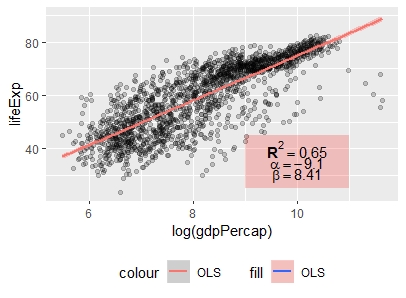 lifeExp
80
60
40
R² = 0.65
α = −9.1
β = 8.41
6
8
10
log(gdpPercap)
colour OLS fill OLS